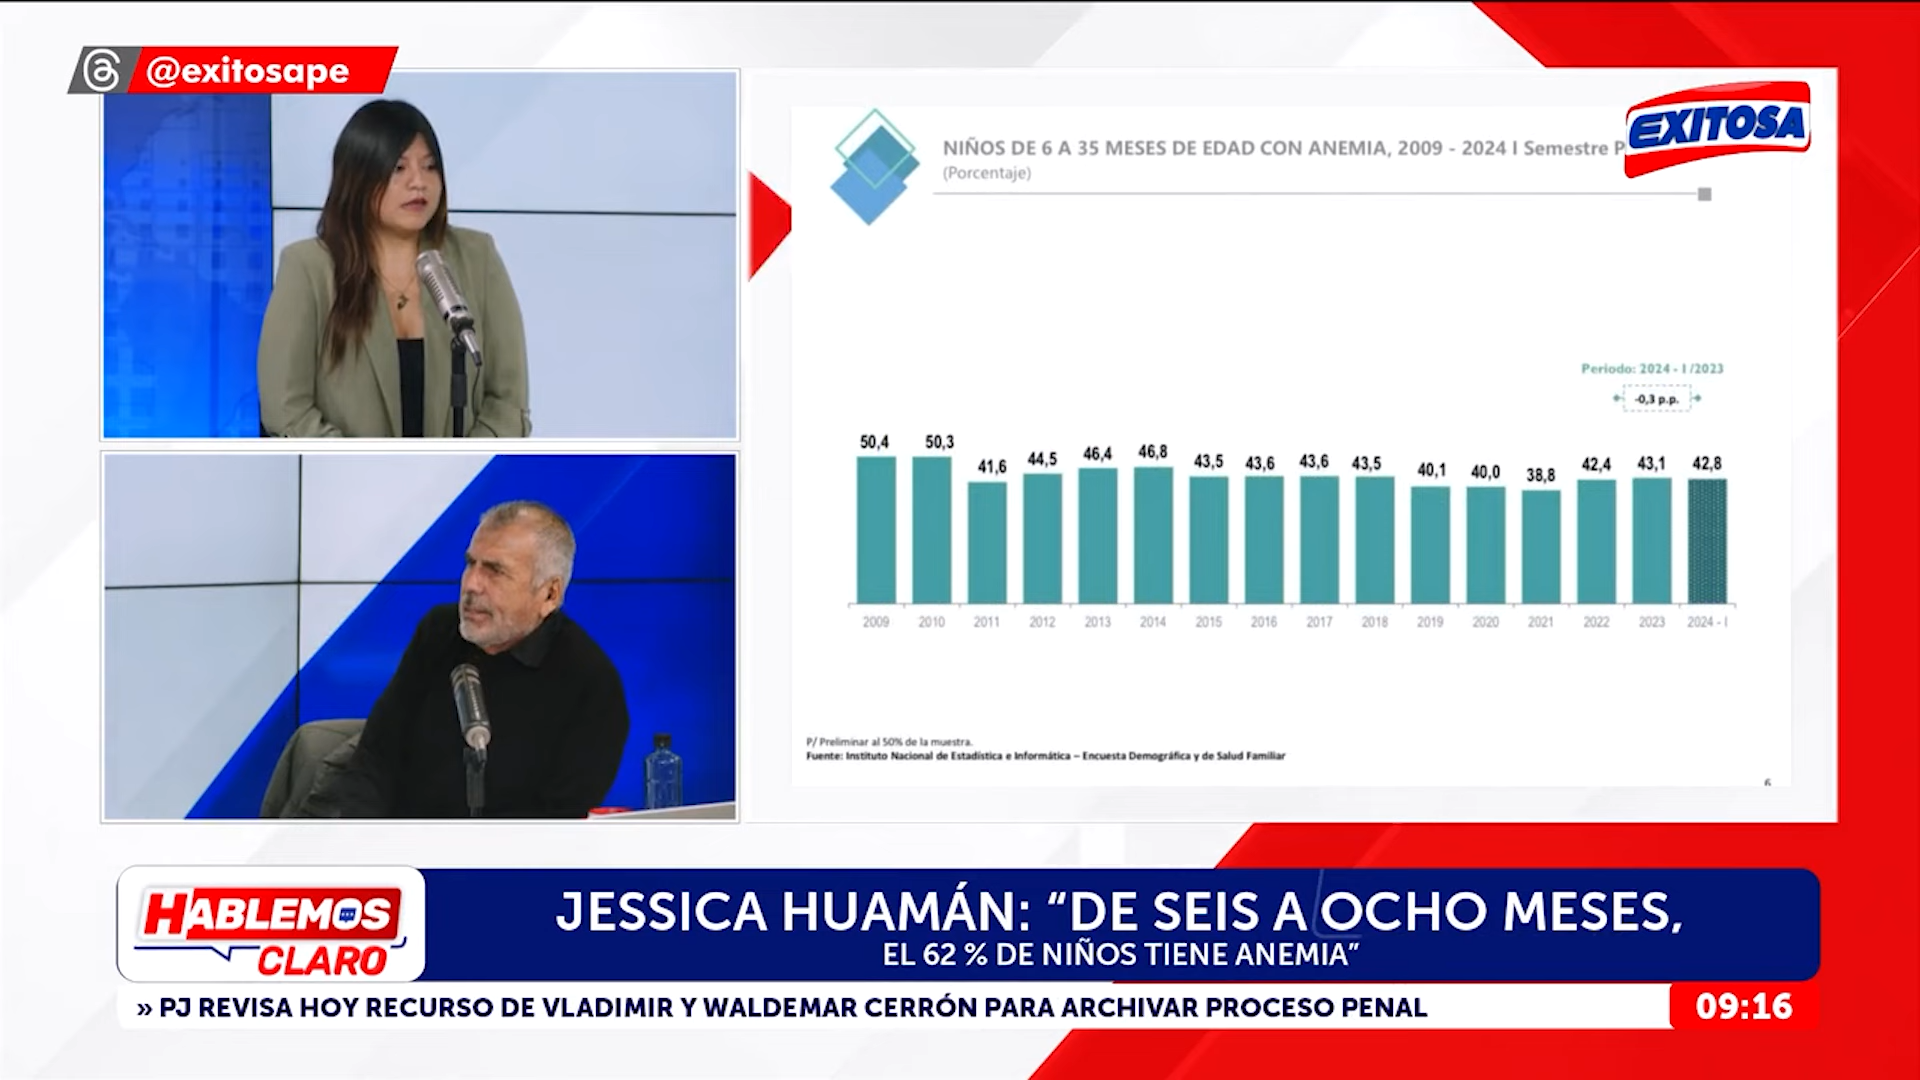 @exitosape
EXITOSA
NIÑOS DE 6 A 35 MESES DE EDAD CON ANEMIA, 2009 - 2024 I Semestre P
(Porcentaje)
Periodo: 2024 - I /2023
-0,3 p.p.
50,4 50,3 41,6 44,5 46,4 46,8 43,5 43,6 43,6 43,5 40,1 40,0 38,8 42,4 43,1 42,8
2009 2010 2011 2012 2013 2014 2015 2016 2017 2018 2019 2020 2021 2022 2023 2024 - I
P/ Preliminar al 50% de la muestra.
Fuente: Instituto Nacional de Estadística e Informática – Encuesta Demográfica y de Salud Familiar
6
HABLEMOS
CLARO
JESSICA HUAMÁN: “DE SEIS A OCHO MESES,
EL 62 % DE NIÑOS TIENE ANEMIA”
» PJ REVISA HOY RECURSO DE VLADIMIR Y WALDEMAR CERRÓN PARA ARCHIVAR PROCESO PENAL
09:16